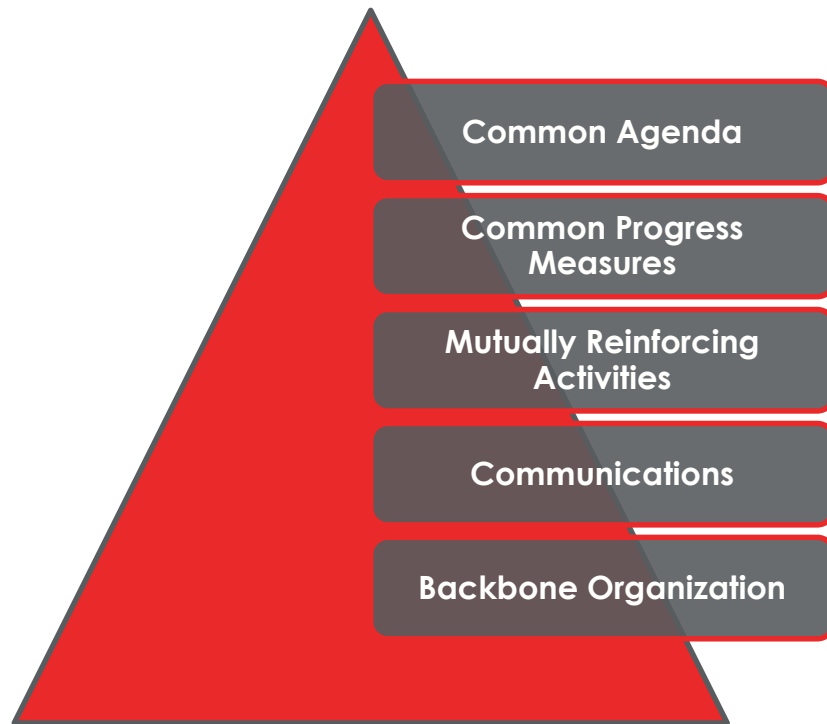 Common Agenda
Common Progress
Measures
Mutually Reinforcing
Activities
Communications
Backbone Organization